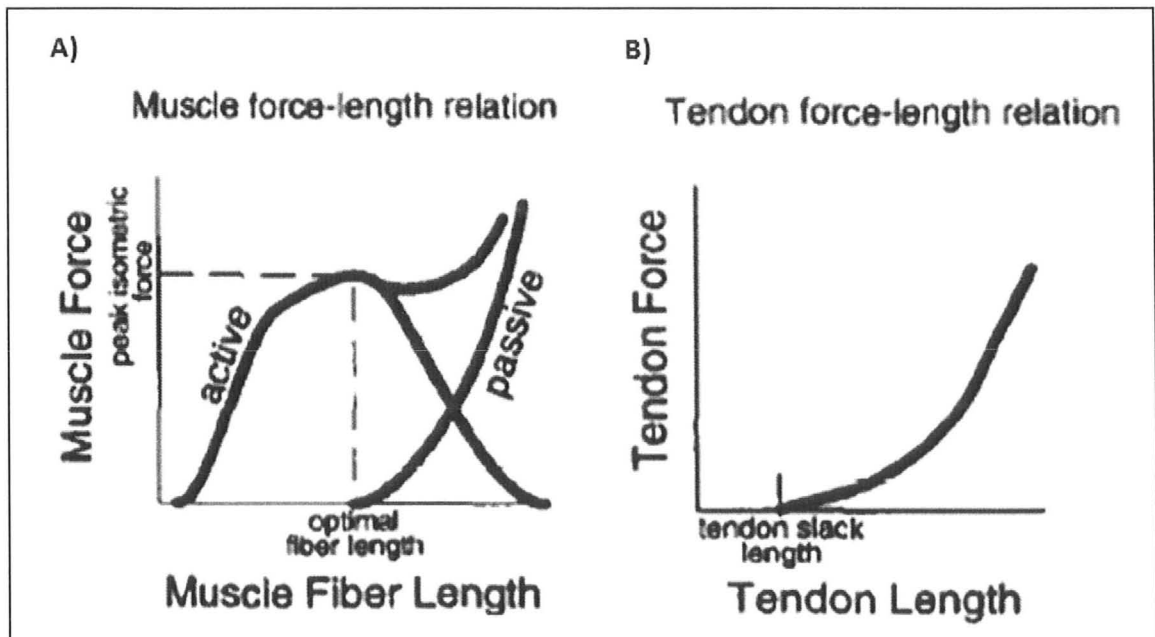 A)
Muscle force-length relation
Muscle Force
peak isometric
force
active
passive
optimal
fiber length
Muscle Fiber Length
B)
Tendon force-length relation
Tendon Force
tendon slack
length
Tendon Length